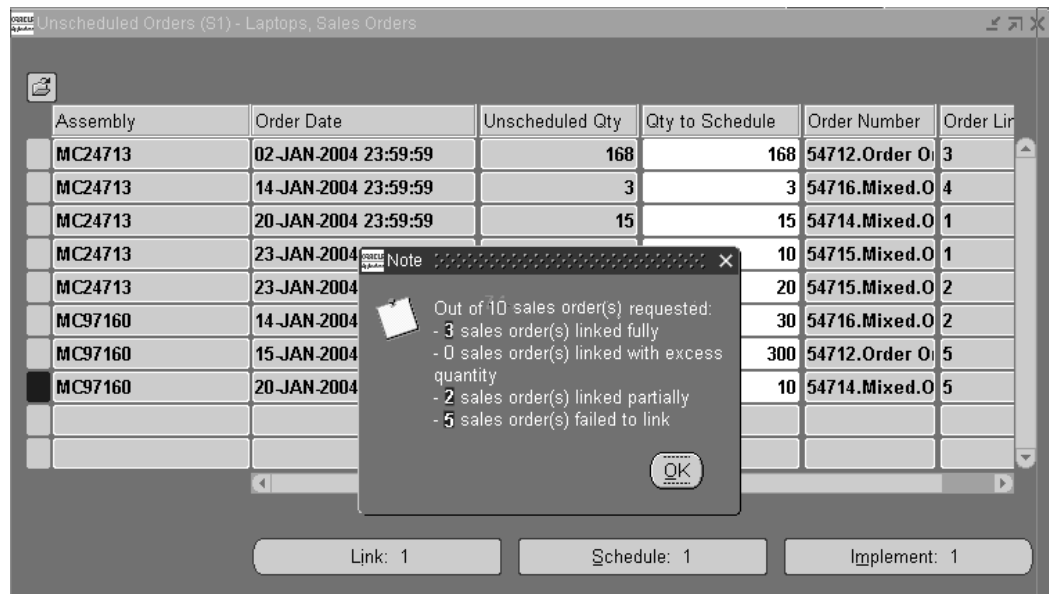 Unscheduled Orders (S1) - Laptops, Sales Orders
Assembly Order Date Unscheduled Qty Qty to Schedule Order Number Order Lin
MC24713 02-JAN-2004 23:59:59 168 168 54712.Order O 3
MC24713 14-JAN-2004 23:59:59 3 3 54716.Mixed.O 4
MC24713 20-JAN-2004 23:59:59 15 15 54714.Mixed.O 1
MC24713 23-JAN-2004 10 54715.Mixed.O 1
MC24713 23-JAN-2004 20 54715.Mixed.O 2
MC97160 14-JAN-2004 30 54716.Mixed.O 2
MC97160 15-JAN-2004 300 54712.Order O 5
MC97160 20-JAN-2004 10 54714.Mixed.O 5
Note
Out of 10 sales order(s) requested:
- 3 sales order(s) linked fully
- 0 sales order(s) linked with excess
quantity
- 2 sales order(s) linked partially
- 5 sales order(s) failed to link
OK
Link: 1 Schedule: 1 Implement: 1